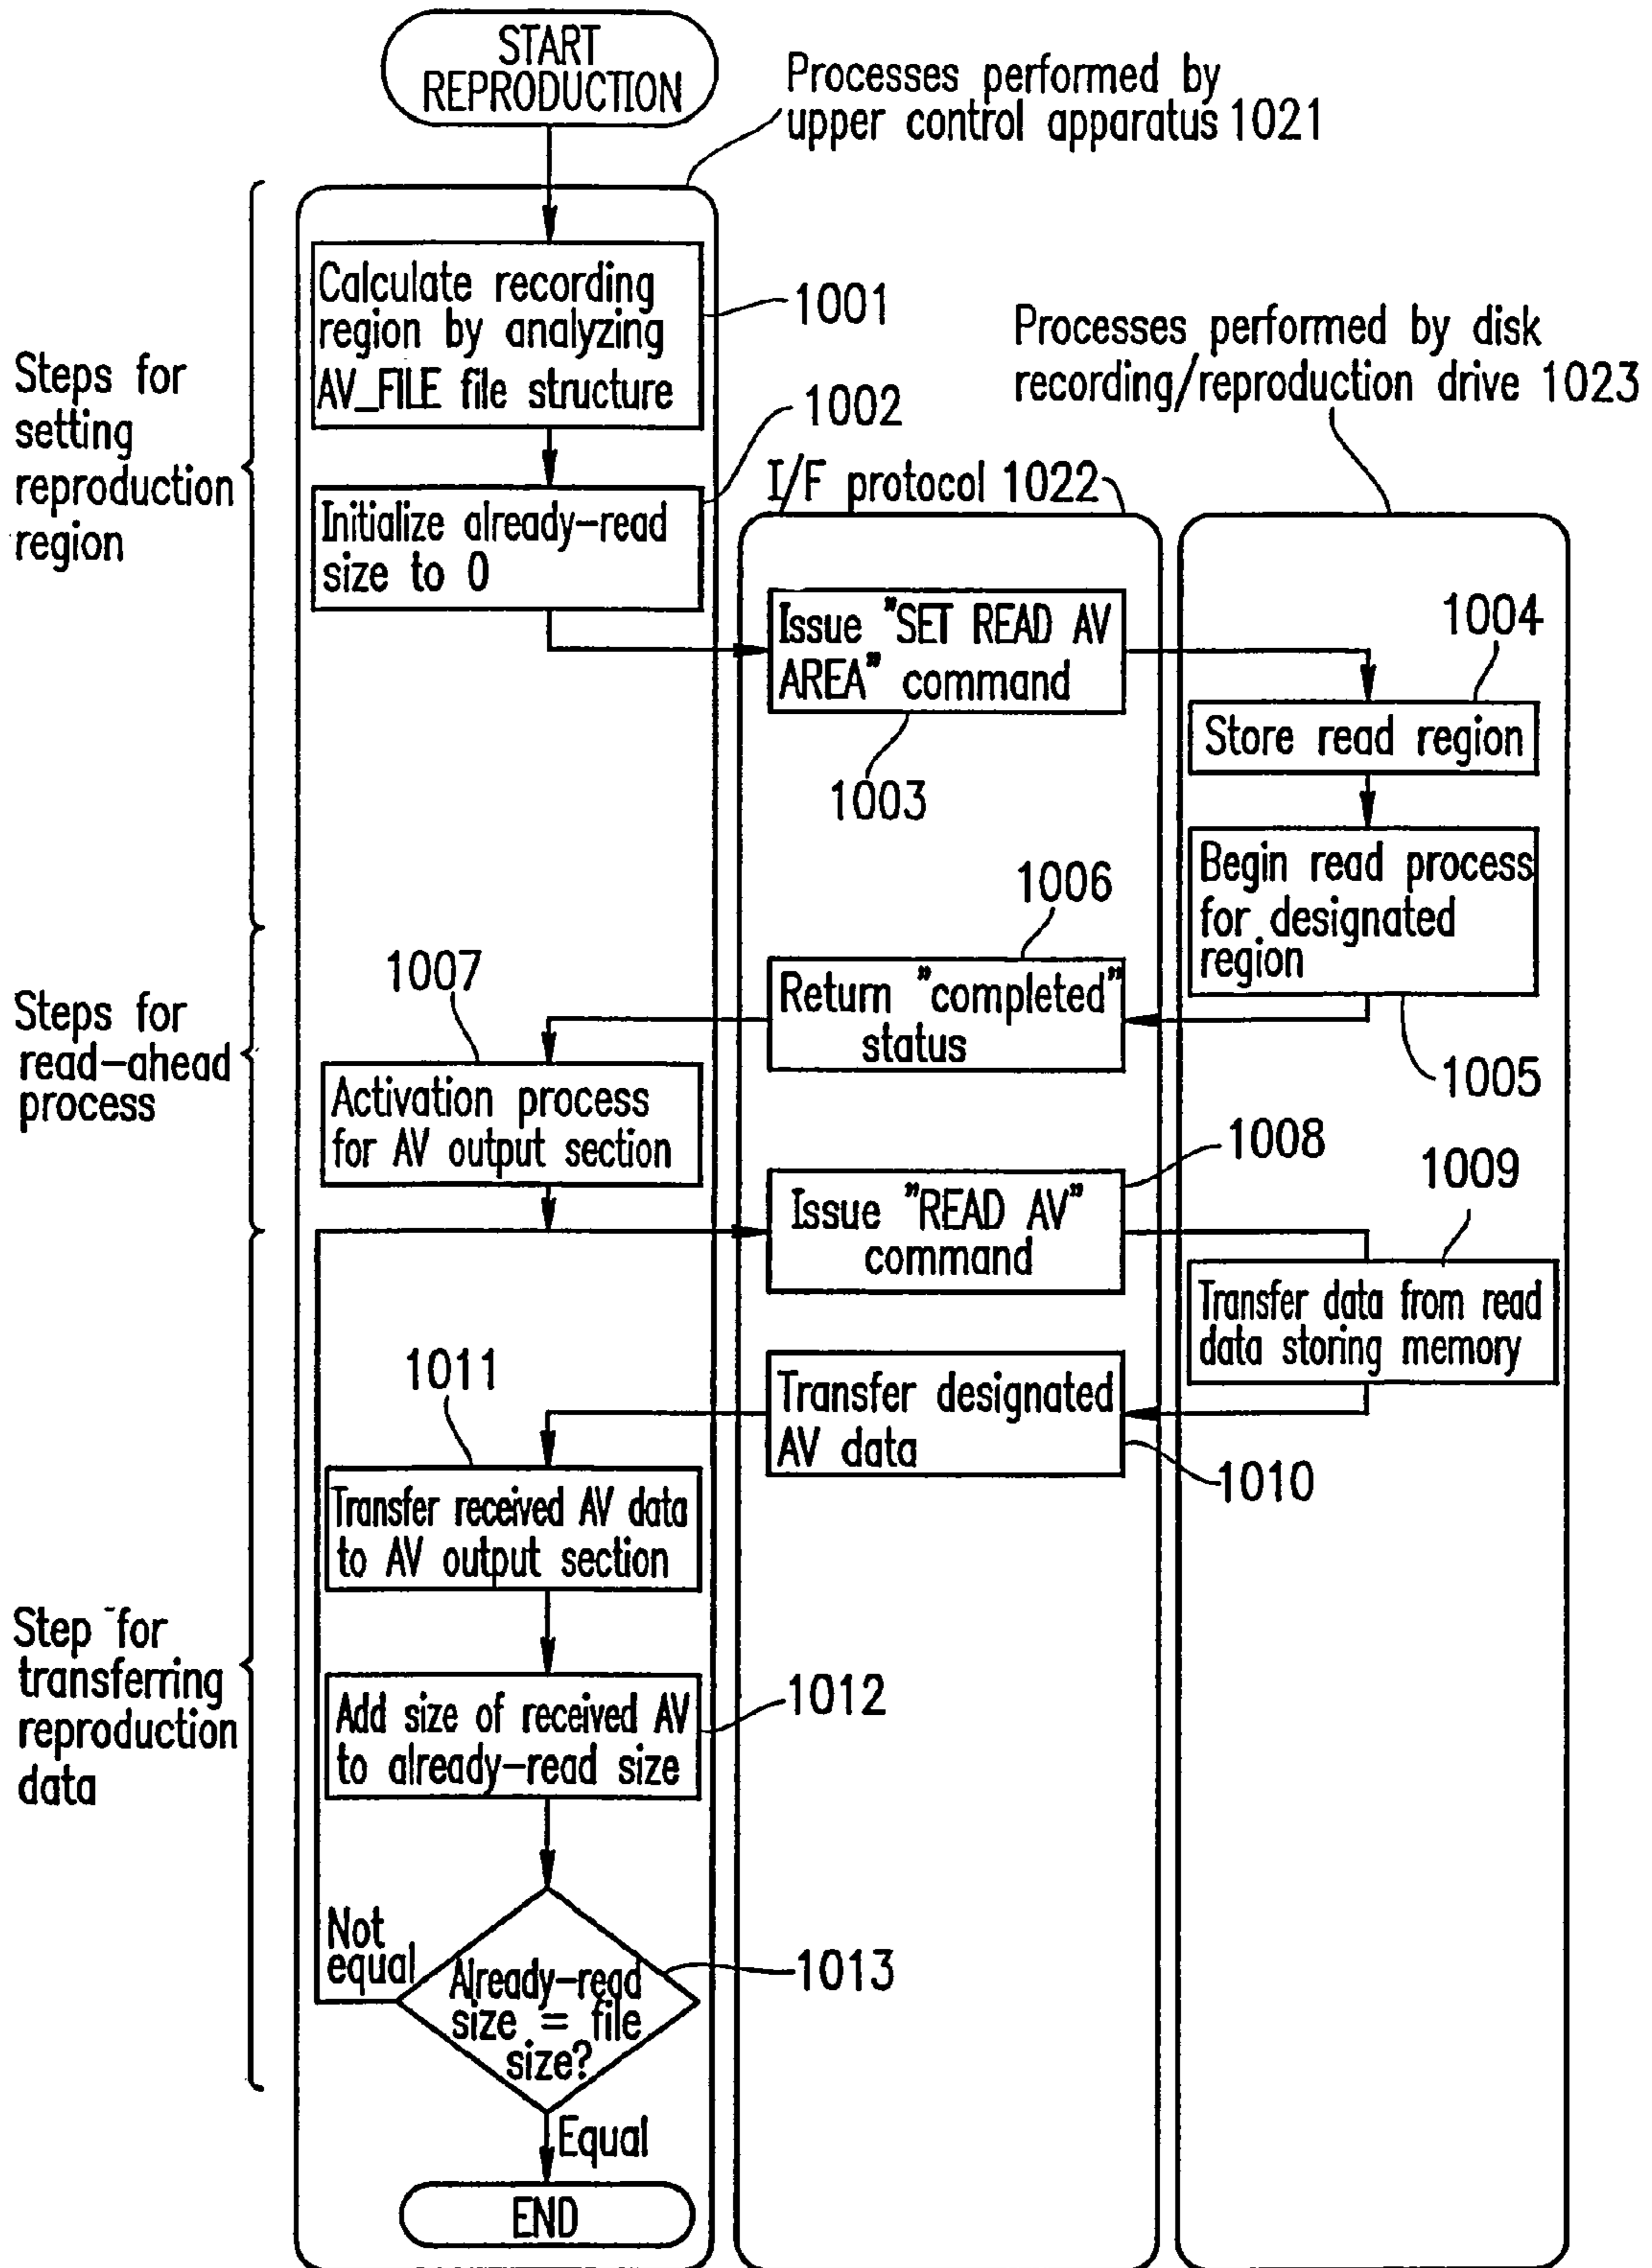 START
REPRODUCTION
Processes performed by
upper control apparatus 1021
Steps for
setting
reproduction
region
Calculate recording
region by analyzing
AV_FILE file structure
1001
Initialize already-read
size to 0
1002
Processes performed by disk
recording/reproduction drive 1023
I/F protocol 1022
Issue "SET READ AV
AREA" command
1003
1004
Store read region
Begin read process
for designated
region
1005
1006
Return "completed"
status
Steps for
read-ahead
process
1007
Activation process
for AV output section
1008
Issue "READ AV"
command
1009
Transfer data from read
data storing memory
Transfer designated
AV data
1010
1011
Transfer received AV data
to AV output section
Step for
transferring
reproduction
data
Add size of received AV
to already-read size
1012
Not
equal
Already-read
size = file
size?
1013
Equal
END